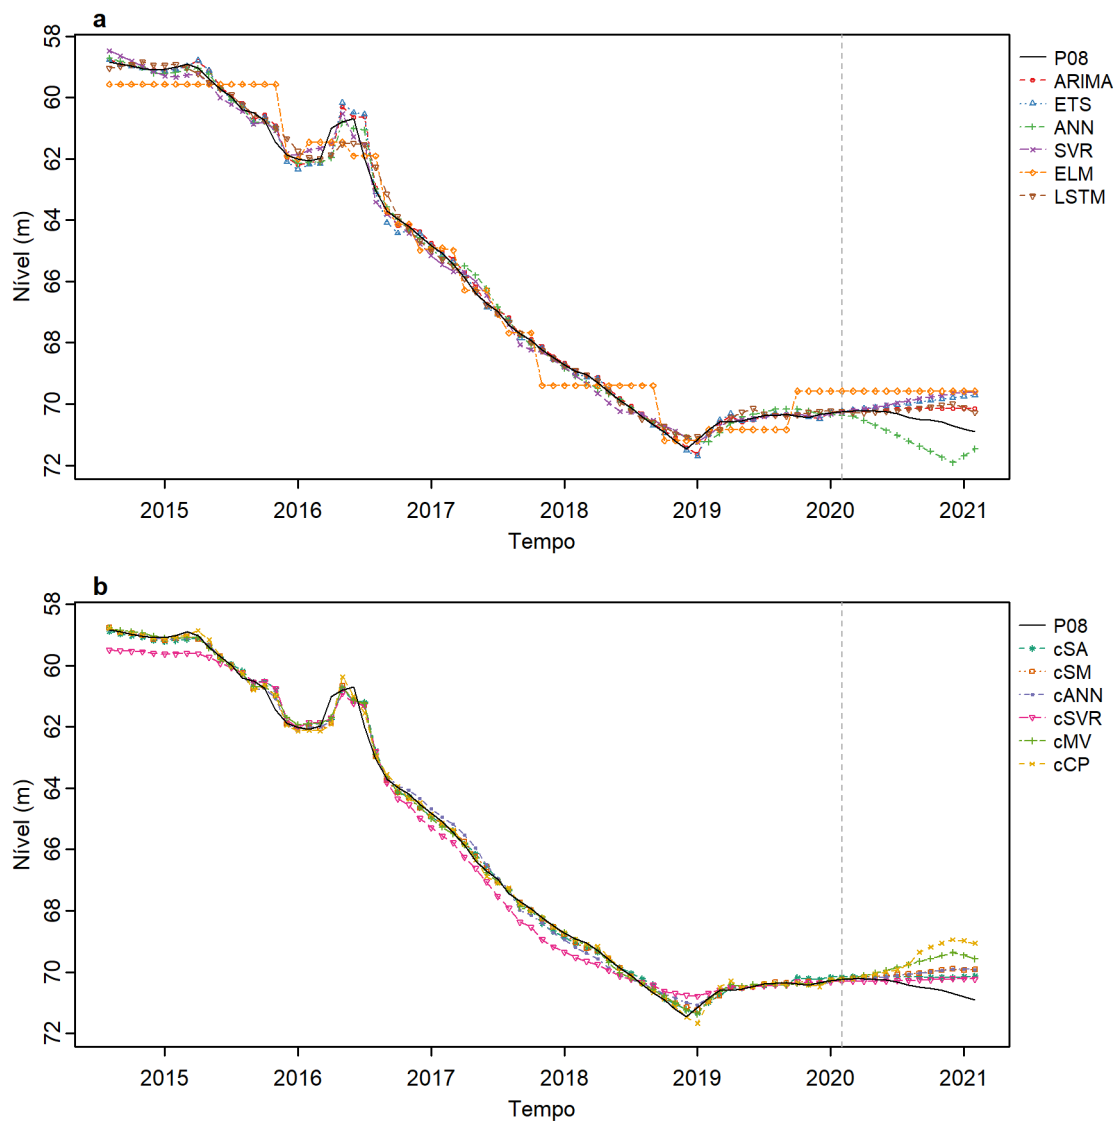 a
58
60
62
64
66
68
70
72
Nível (m)
2015 2016 2017 2018 2019 2020 2021
Tempo
P08
ARIMA
ETS
ANN
SVR
ELM
LSTM
b
58
60
62
64
66
68
70
72
Nível (m)
2015 2016 2017 2018 2019 2020 2021
Tempo
P08
cSA
cSM
cANN
cSVR
cMV
cCP